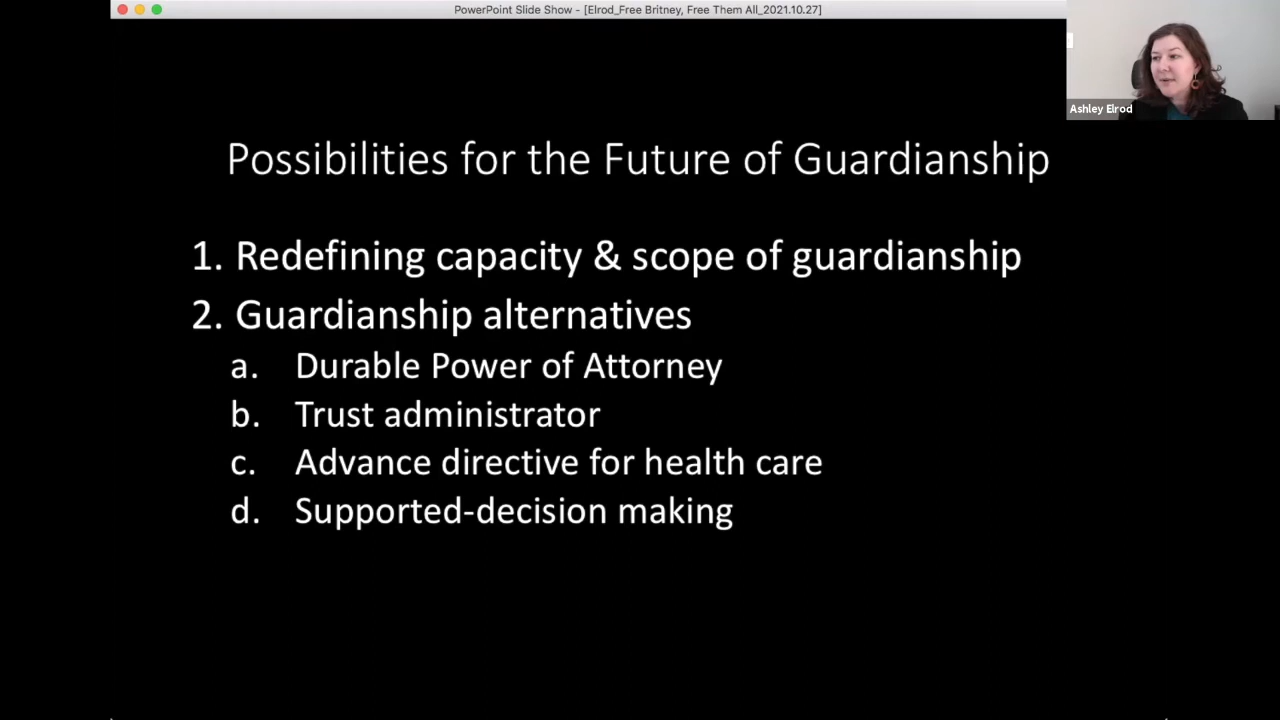 PowerPoint Slide Show - [Elrod_Free Britney, Free Them All_2021.10.27]
Ashley Elrod
Possibilities for the Future of Guardianship
1. Redefining capacity & scope of guardianship
2. Guardianship alternatives
a. Durable Power of Attorney
b. Trust administrator
c. Advance directive for health care
d. Supported-decision making